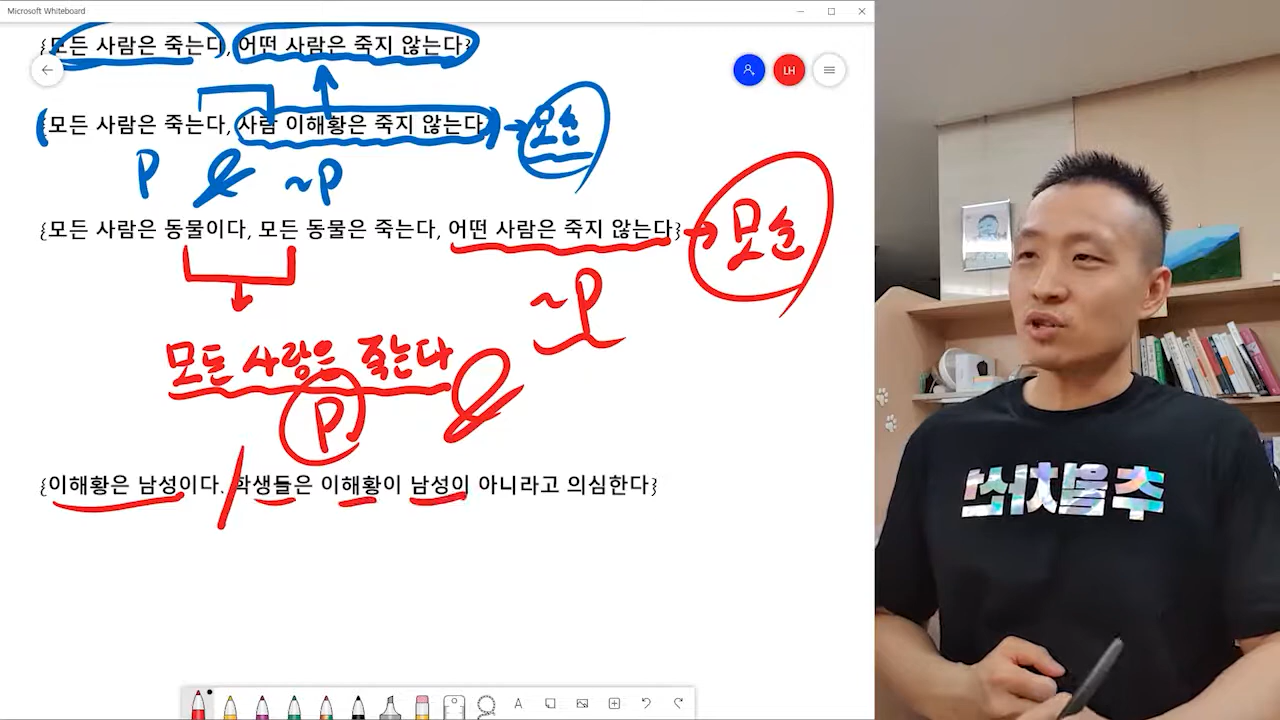 Microsoft Whiteboard
{모든 사람은 죽는다, 어떤 사람은 죽지 않는다}
LH
{모든 사람은 죽는다, 사람 이해황은 죽지 않는다} → 모순
P & ~P
{모든 사람은 동물이다, 모든 동물은 죽는다, 어떤 사람은 죽지 않는다} → 모순
~P
모든 사람은 죽는다 &
P
{이해황은 남성이다, 학생들은 이해황이 남성이 아니라고 의심한다}
A